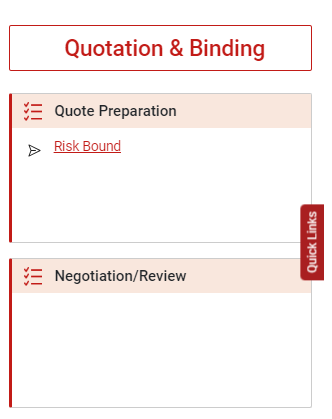 Quotation & Binding
Quote Preparation
Risk Bound
Quick Links
Negotiation/Review